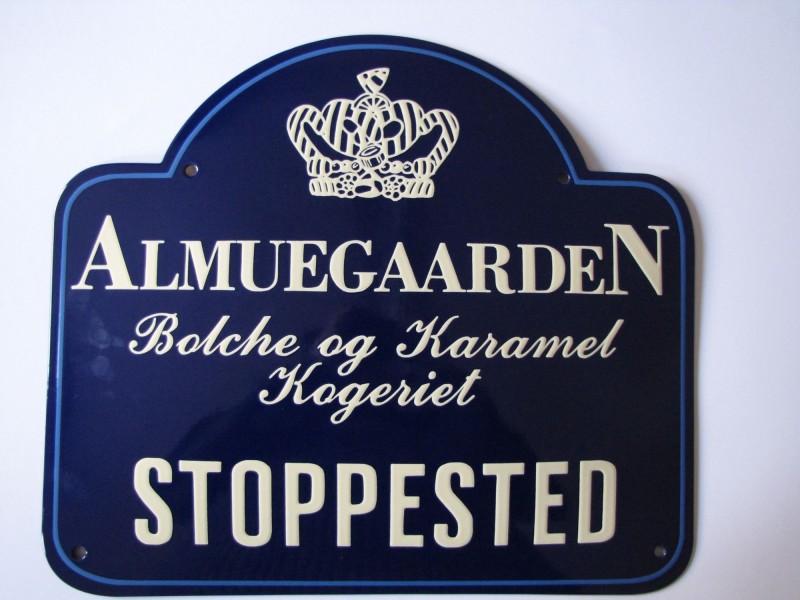 ALMUEGAARDEN
Bolche og Karamel
Kogeriet
STOPPESTED